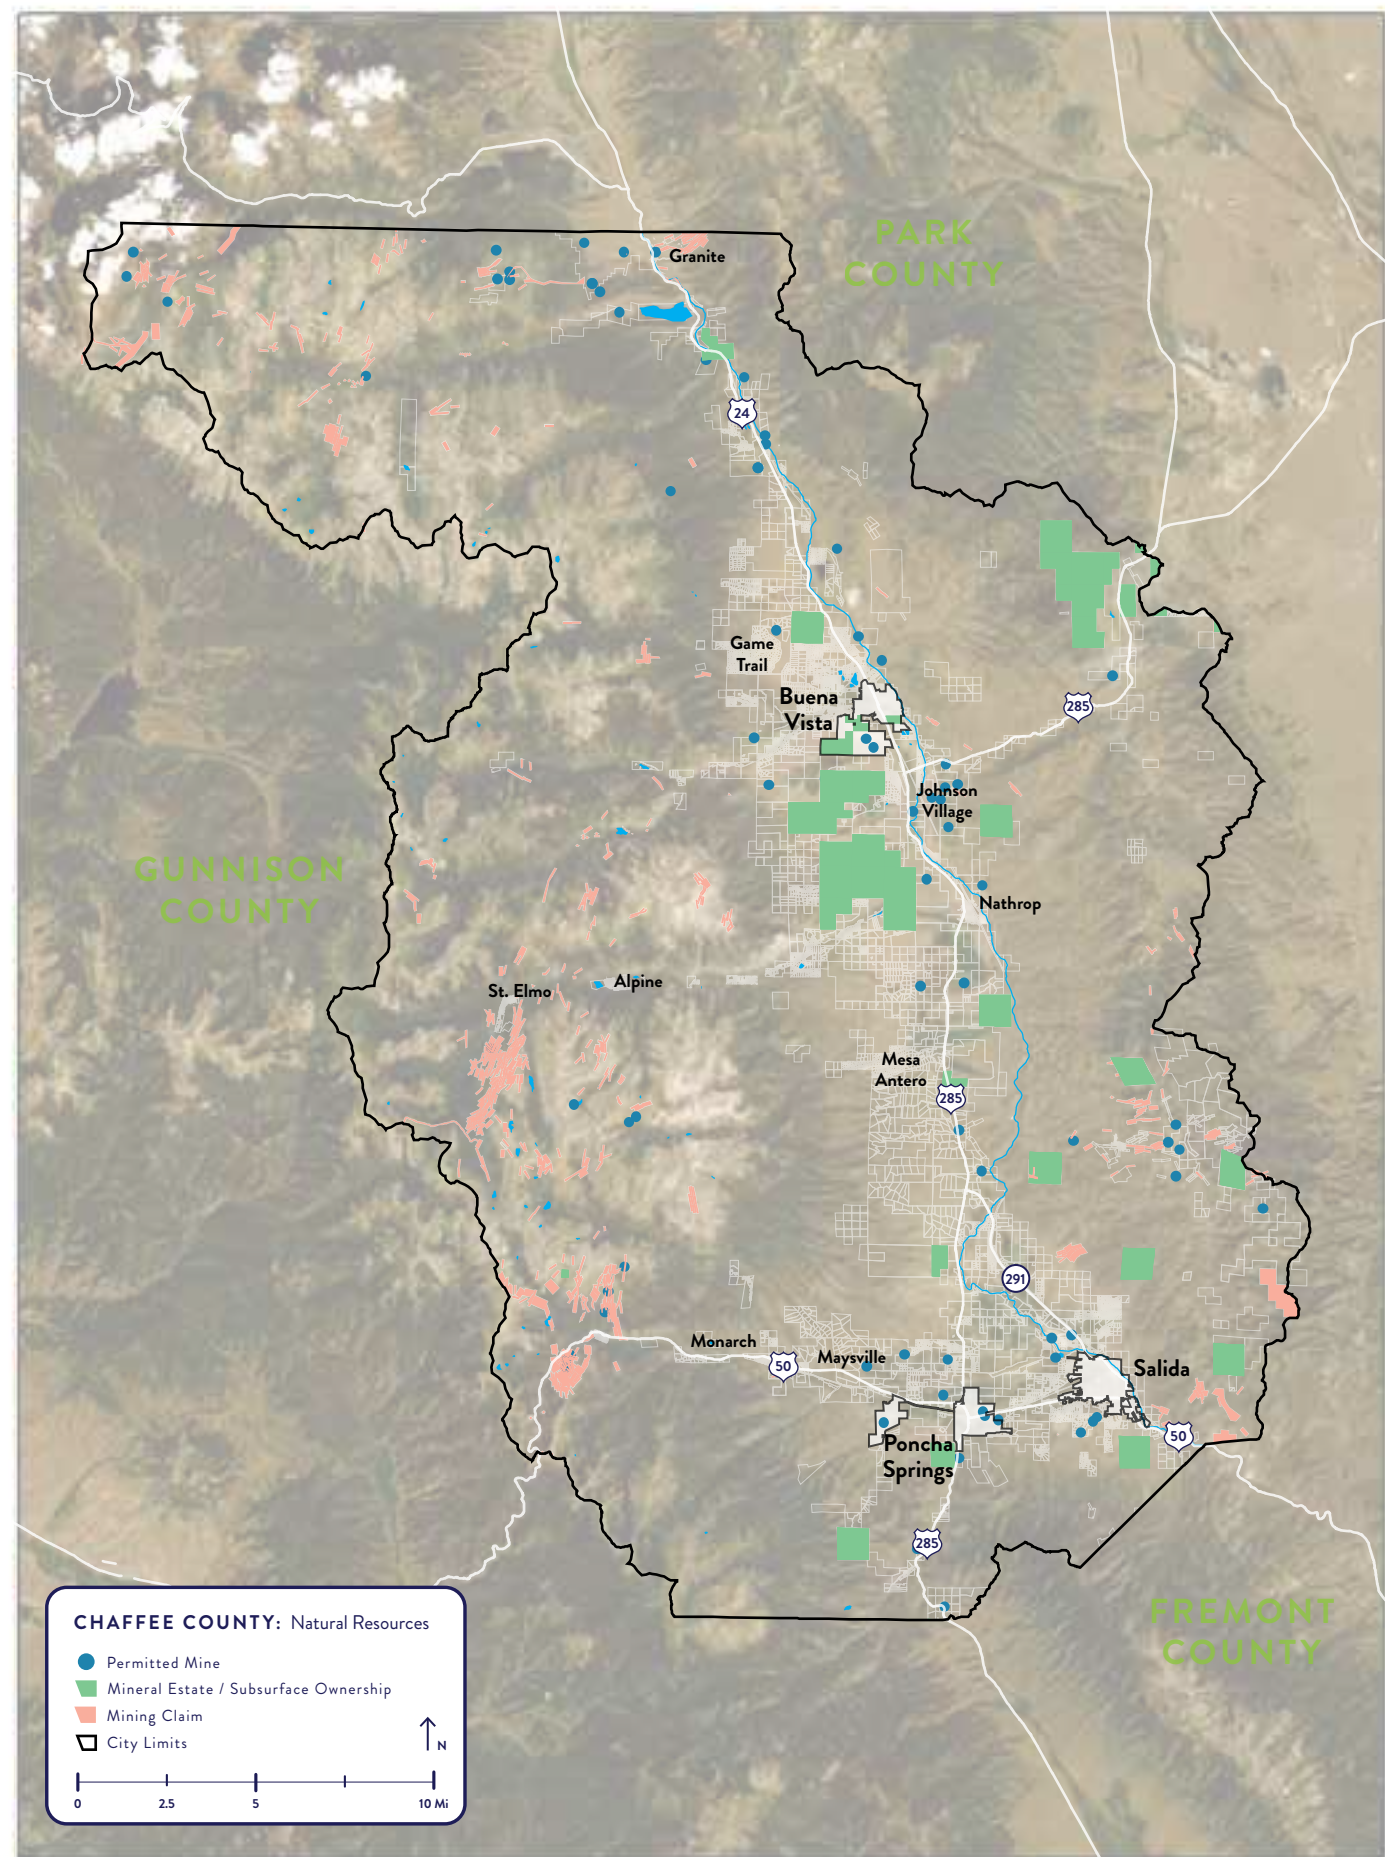 PARK
COUNTY
Granite
24
Game
Trail
Buena
Vista
285
Johnson
Village
GUNNISON
COUNTY
Nathrop
Alpine
St. Elmo
Mesa
Antero
285
291
Monarch
50
Maysville
Salida
50
Poncha
Springs
285
FREMONT
COUNTY
CHAFFEE COUNTY: Natural Resources
Permitted Mine
Mineral Estate / Subsurface Ownership
Mining Claim
City Limits
N
0 2.5 5 10 Mi